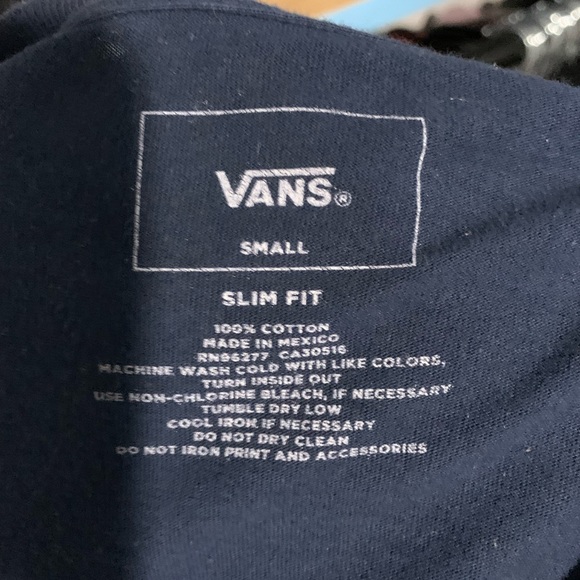 VANS®
SMALL
SLIM FIT
100% COTTON
MADE IN MEXICO
RN96277 CA30516
MACHINE WASH COLD WITH LIKE COLORS,
TURN INSIDE OUT
USE NON-CHLORINE BLEACH, IF NECESSARY
TUMBLE DRY LOW
COOL IRON IF NECESSARY
DO NOT DRY CLEAN
DO NOT IRON PRINT AND ACCESSORIES